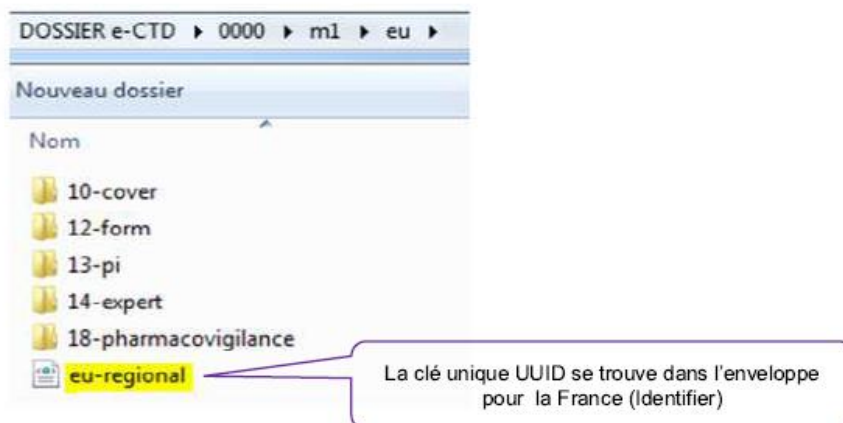 DOSSIER e-CTD ▸ 0000 ▸ m1 ▸ eu ▸
Nouveau dossier
Nom
10-cover
12-form
13-pi
14-expert
18-pharmacovigilance
eu-regional
La clé unique UUID se trouve dans l'enveloppe
pour la France (Identifier)